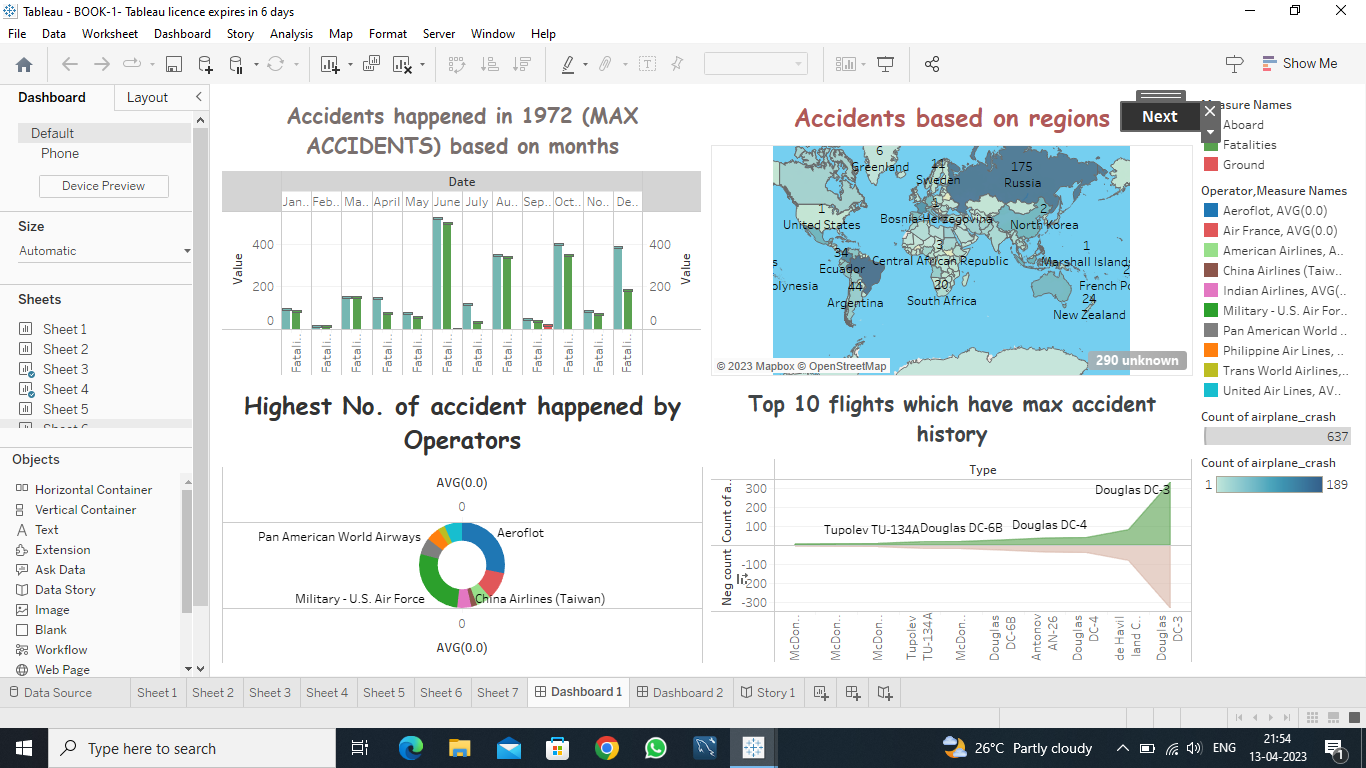 Tableau - BOOK-1- Tableau licence expires in 6 days
File Data Worksheet Dashboard Story Analysis Map Format Server Window Help
Show Me
Dashboard Layout
Default
Phone
Device Preview
Size
Automatic
Sheets
Sheet 1
Sheet 2
Sheet 3
Sheet 4
Sheet 5
Objects
Horizontal Container
Vertical Container
Text
Extension
Ask Data
Data Story
Image
Blank
Workflow
Web Page
Accidents happened in 1972 (MAX
ACCIDENTS) based on months
Date
Jan.. Feb.. Ma.. April May June July Au.. Sep.. Oct.. No.. De..
Value
400
200
0
400
200
0
Value
Fatali.. Fatali.. Fatali.. Fatali.. Fatali.. Fatali.. Fatali.. Fatali.. Fatali.. Fatali.. Fatali.. Fatali..
Accidents based on regions
Next
6
Greenland
11
Sweden
175
Russia
1
United States
1
Bosnia-Herzegovina
2
North Korea
34
Ecuador
3
Central African Republic
1
Marshall Islands
olynesia
44
Argentina
20
South Africa
French Po
24
New Zealand
© 2023 Mapbox © OpenStreetMap
290 unknown
Highest No. of accident happened by
Operators
AVG(0.0)
0
Pan American World Airways
Aeroflot
Military - U.S. Air Force
China Airlines (Taiwan)
0
AVG(0.0)
Top 10 flights which have max accident
history
Type
Count of a..
300
200
100
Neg count
-100
-200
-300
Tupolev TU-134A
Douglas DC-6B
Douglas DC-4
Douglas DC-3
McDon..
McDon..
McDon..
Tupolev
TU-134A
McDon..
Douglas
DC-6B
Antonov
AN-26
Douglas
DC-4
de Havil
land C..
Douglas
DC-3
Measure Names
Aboard
Fatalities
Ground
Operator,Measure Names
Aeroflot, AVG(0.0)
Air France, AVG(0.0)
American Airlines, A..
China Airlines (Taiw..
Indian Airlines, AVG(..
Military - U.S. Air For..
Pan American World ..
Philippine Air Lines, ..
Trans World Airlines,..
United Air Lines, AV..
Count of airplane_crash
637
Count of airplane_crash
1 189
Data Source Sheet 1 Sheet 2 Sheet 3 Sheet 4 Sheet 5 Sheet 6 Sheet 7 Dashboard 1 Dashboard 2 Story 1
Type here to search
26°C Partly cloudy
ENG
21:54
13-04-2023
1